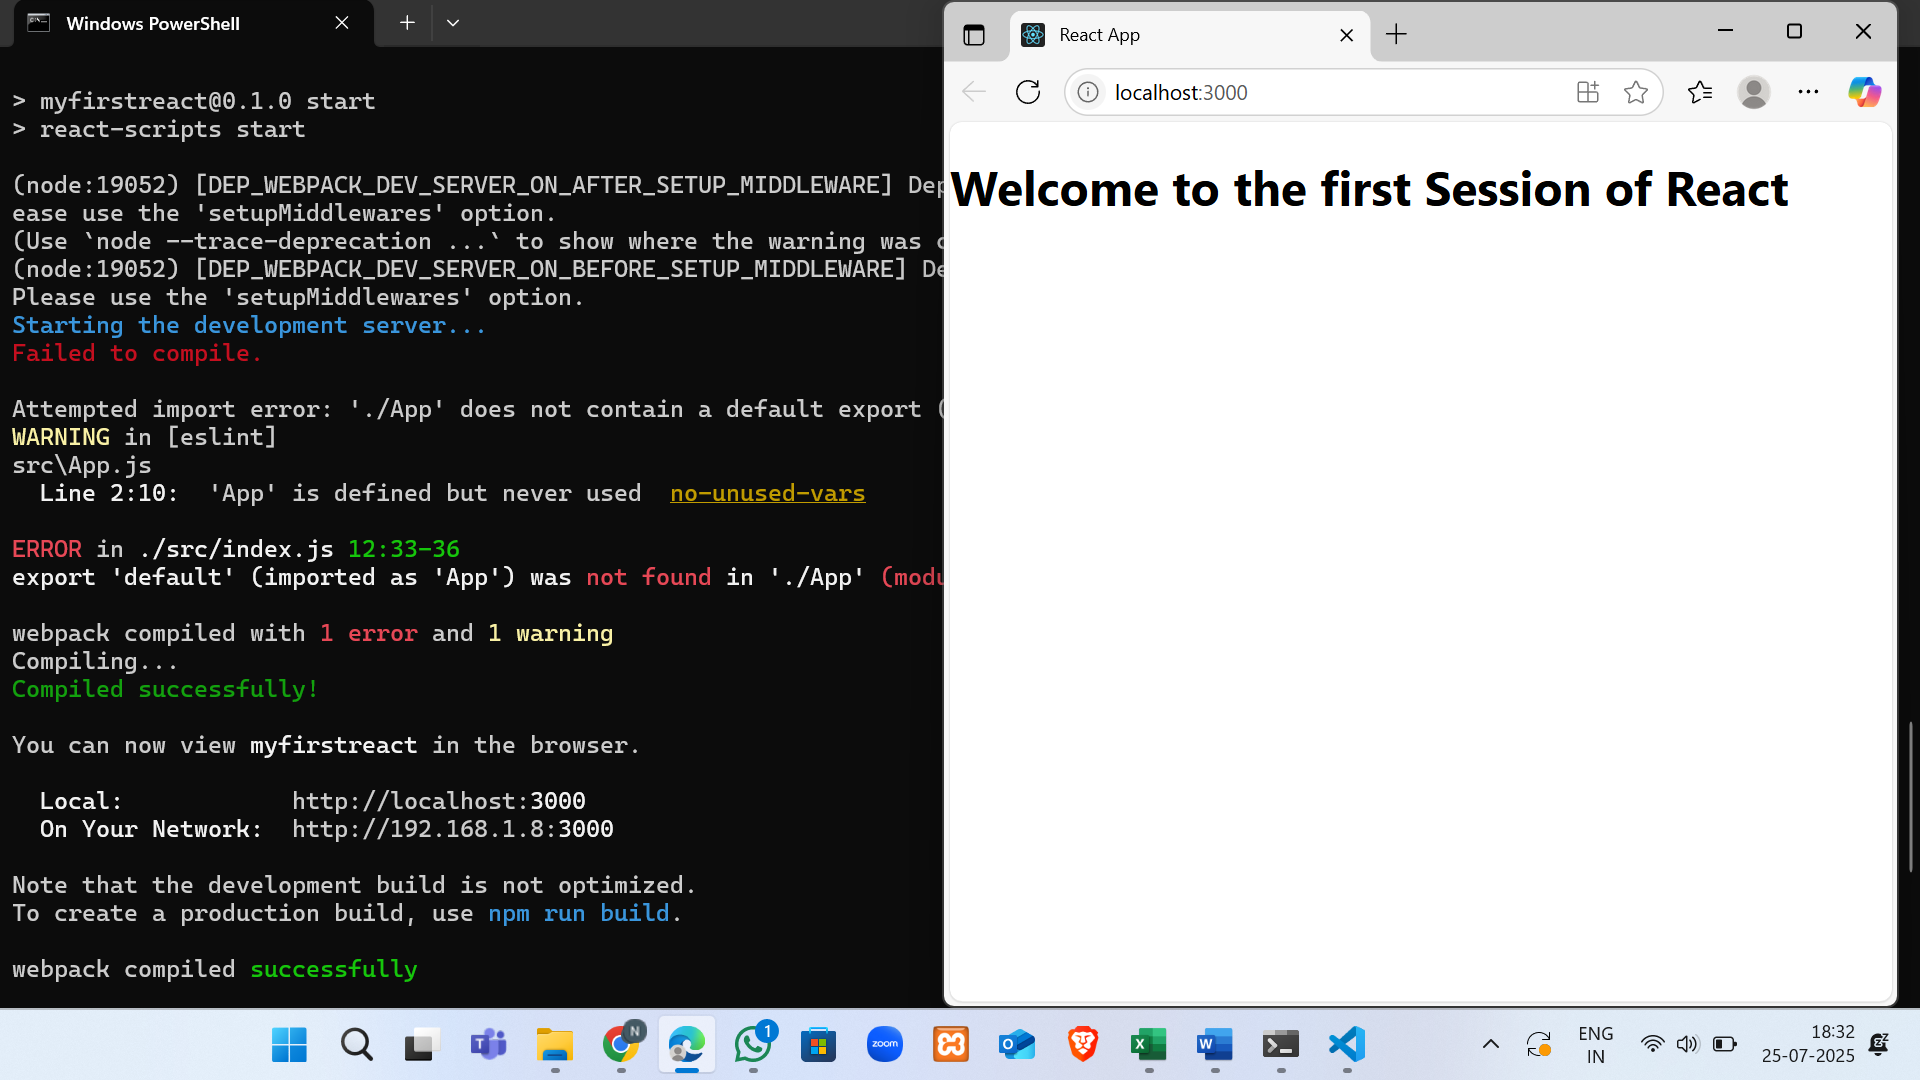 Windows PowerShell
> myfirstreact@0.1.0 start
> react-scripts start
(node:19052) [DEP_WEBPACK_DEV_SERVER_ON_AFTER_SETUP_MIDDLEWARE] Dep
ease use the 'setupMiddlewares' option.
(Use `node --trace-deprecation ...` to show where the warning was c
(node:19052) [DEP_WEBPACK_DEV_SERVER_ON_BEFORE_SETUP_MIDDLEWARE] De
Please use the 'setupMiddlewares' option.
Starting the development server...
Failed to compile.
Attempted import error: './App' does not contain a default export (
WARNING in [eslint]
src\App.js
Line 2:10:  'App' is defined but never used  no-unused-vars
ERROR in ./src/index.js 12:33-36
export 'default' (imported as 'App') was not found in './App' (modu
webpack compiled with 1 error and 1 warning
Compiling...
Compiled successfully!
You can now view myfirstreact in the browser.
Local:            http://localhost:3000
On Your Network:  http://192.168.1.8:3000
Note that the development build is not optimized.
To create a production build, use npm run build.
webpack compiled successfully
React App
localhost:3000
Welcome to the first Session of React
N
1
zoom
ENG
IN
18:32
25-07-2025